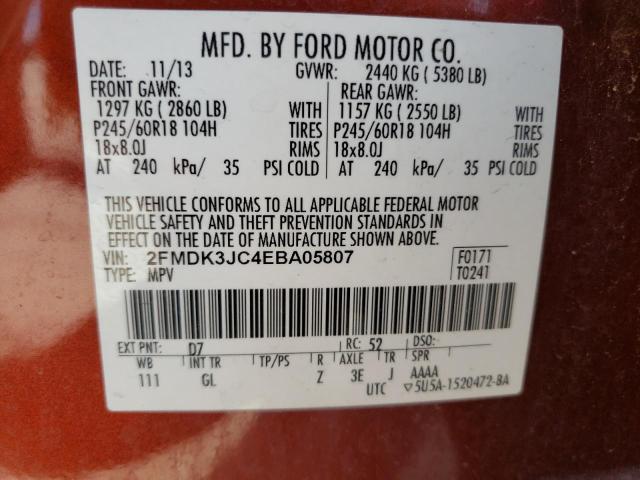 MFD. BY FORD MOTOR CO.
DATE: 11/13 GVWR: 2440 KG ( 5380 LB)
FRONT GAWR: REAR GAWR:
1297 KG ( 2860 LB) WITH 1157 KG ( 2550 LB) WITH
P245/60R18 104H TIRES P245/60R18 104H TIRES
18x8.0J RIMS 18x8.0J RIMS
AT 240 kPa/ 35 PSI COLD AT 240 kPa/ 35 PSI COLD
THIS VEHICLE CONFORMS TO ALL APPLICABLE FEDERAL MOTOR
VEHICLE SAFETY AND THEFT PREVENTION STANDARDS IN
EFFECT ON THE DATE OF MANUFACTURE SHOWN ABOVE.
VIN: 2FMDK3JC4EBA05807 F0171
TYPE: MPV T0241
EXT PNT: D7 RC: 52 DSO:
WB INT TR TP/PS R AXLE TR SPR
111 GL Z 3E J AAAA
UTC ▽5U5A-1520472-BA